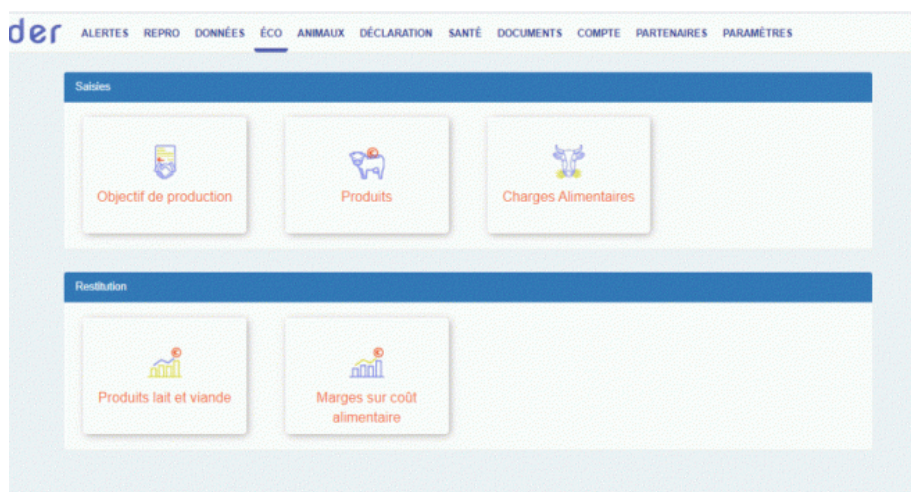 der
ALERTES REPRO DONNÉES ÉCO ANIMAUX DÉCLARATION SANTÉ DOCUMENTS COMPTE PARTENAIRES PARAMÈTRES
Saisies
Objectif de production
Produits
Charges Alimentaires
Restitution
Produits lait et viande
Marges sur coût
alimentaire